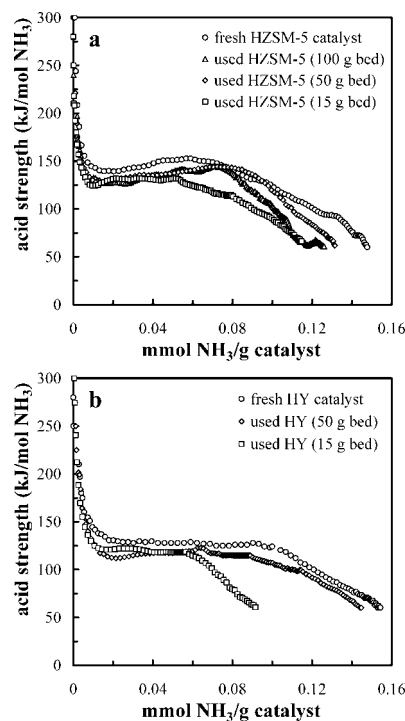 a
fresh HZSM-5 catalyst
used HZSM-5 (100 g bed)
used HZSM-5 (50 g bed)
used HZSM-5 (15 g bed)
acid strength (kJ/mol NH₃)
300
250
200
150
100
50
0
0
0.04
0.08
0.12
0.16
mmol NH₃/g catalyst
b
fresh HY catalyst
used HY (50 g bed)
used HY (15 g bed)
acid strength (kJ/mol NH₃)
300
250
200
150
100
50
0
0
0.04
0.08
0.12
0.16
mmol NH₃/g catalyst